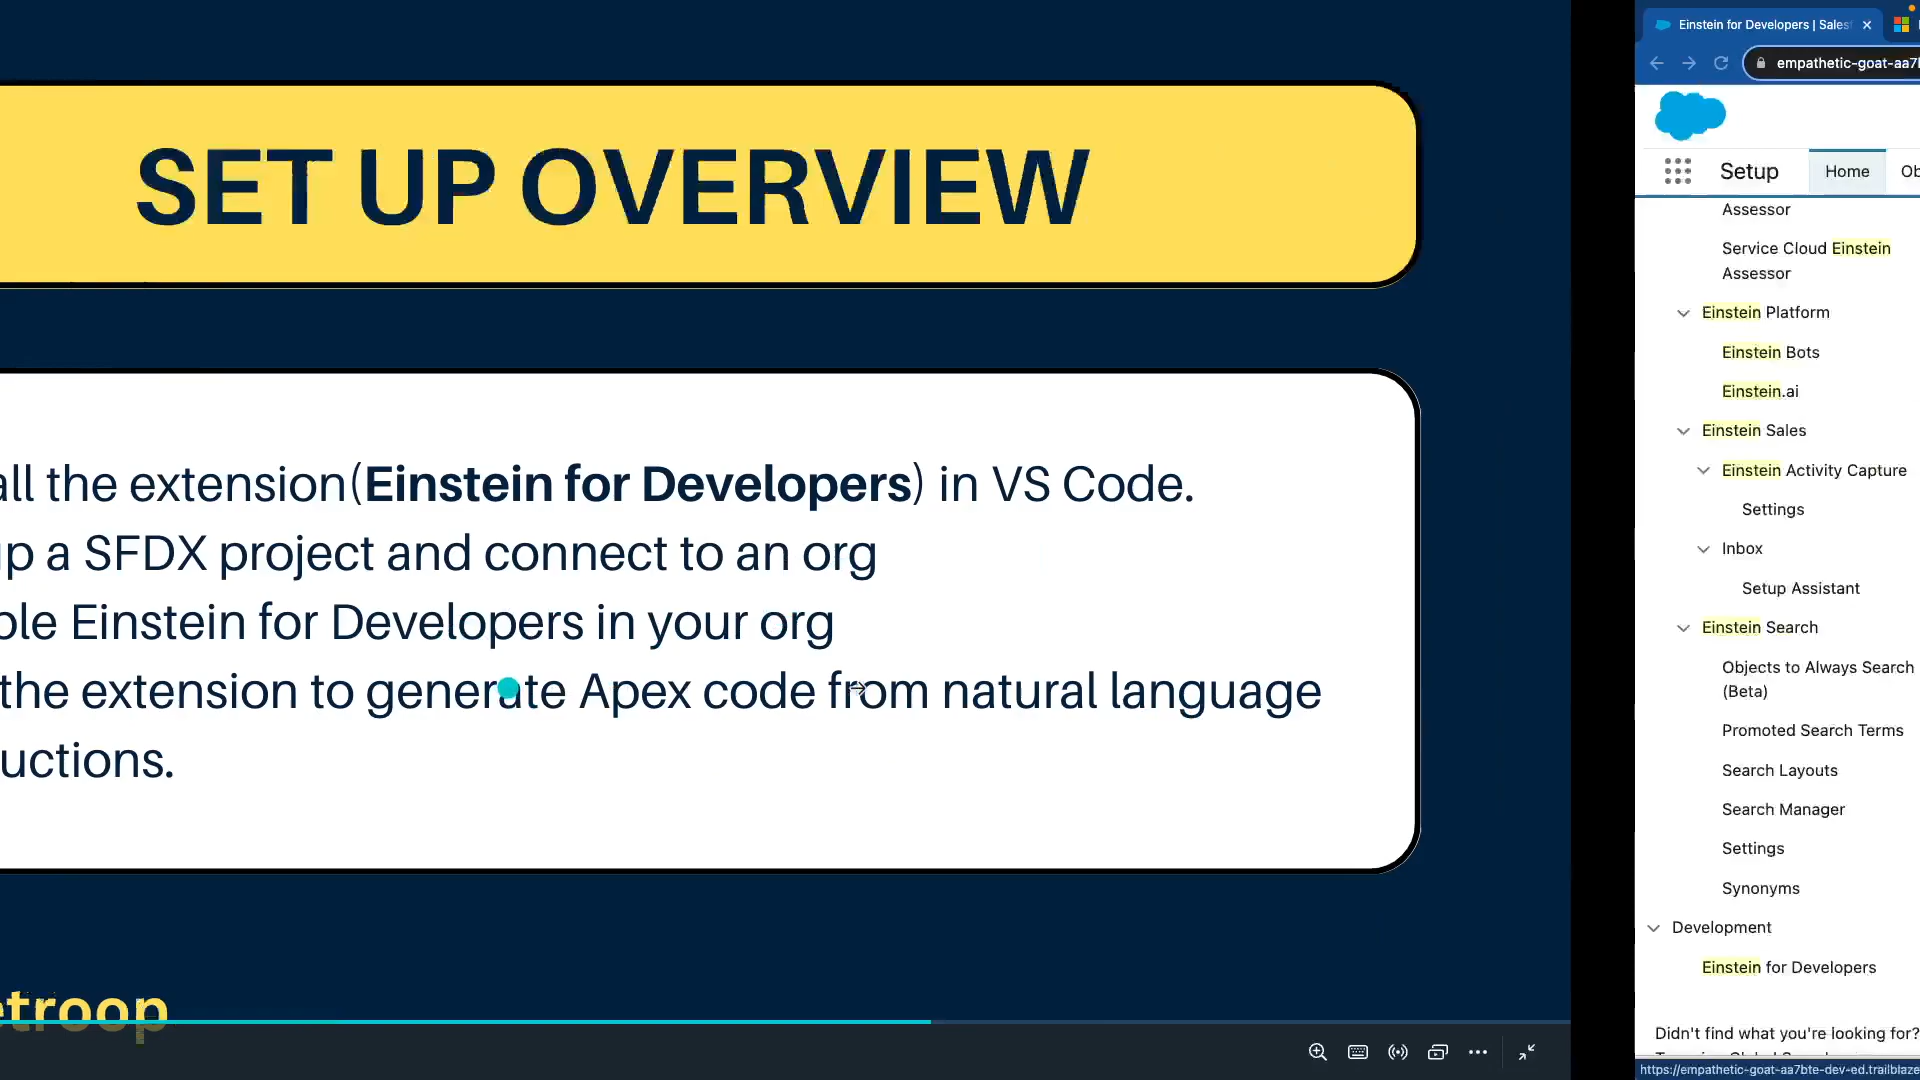 SET UP OVERVIEW
all the extension(Einstein for Developers) in VS Code.
up a SFDX project and connect to an org
ble Einstein for Developers in your org
the extension to generate Apex code from natural language
uctions.
etroop
Einstein for Developers | Sales
empathetic-goat-aa7
Setup
Home
Ob
Assessor
Service Cloud Einstein
Assessor
Einstein Platform
Einstein Bots
Einstein.ai
Einstein Sales
Einstein Activity Capture
Settings
Inbox
Setup Assistant
Einstein Search
Objects to Always Search
(Beta)
Promoted Search Terms
Search Layouts
Search Manager
Settings
Synonyms
Development
Einstein for Developers
Didn't find what you're looking for?
https://empathetic-goat-aa7bte-dev-ed.trailblaze